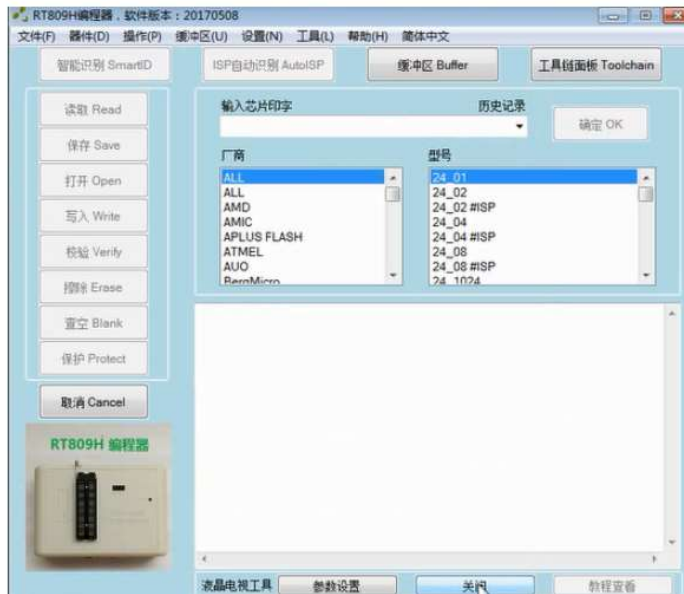 RT809H编程器，软件版本：20170508
文件(F) 器件(D) 操作(P) 缓冲区(U) 设置(N) 工具(L) 帮助(H) 简体中文
智能识别 SmartID
ISP自动识别 AutoISP
缓冲区 Buffer
工具链面板 Toolchain
读取 Read
保存 Save
打开 Open
写入 Write
校验 Verify
擦除 Erase
查空 Blank
保护 Protect
取消 Cancel
RT809H 编程器
输入芯片印字
历史记录
确定 OK
厂商
ALL
ALL
AMD
AMIC
APLUS FLASH
ATMEL
AUO
BergMicro
型号
24_01
24_02
24_02 #ISP
24_04
24_04 #ISP
24_08
24_08 #ISP
24_1024
液晶电视工具
参数设置
关闭
教程查看